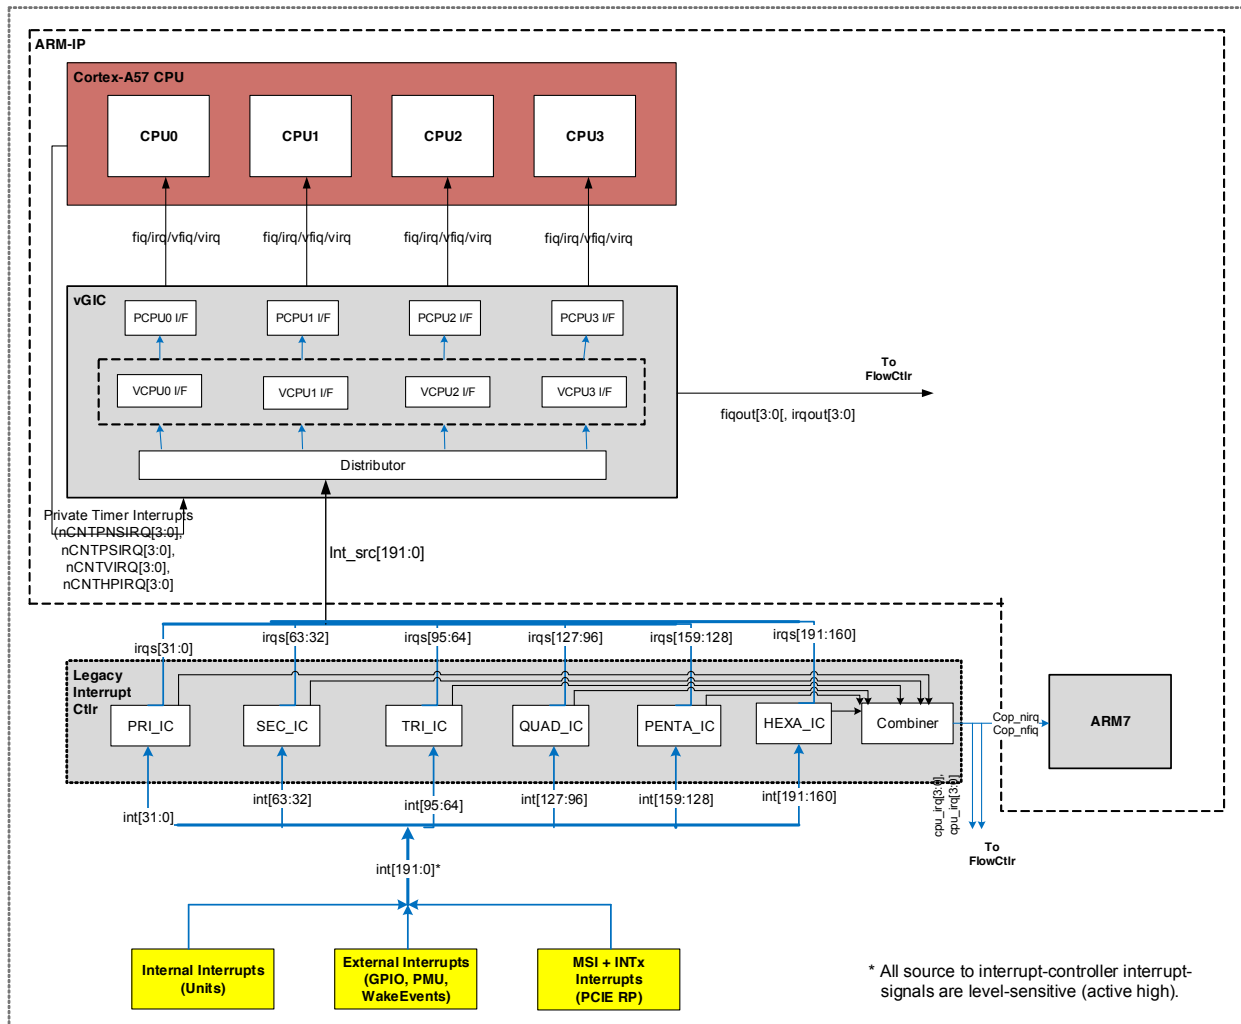 ARM-IP
Cortex-A57 CPU
CPU0
CPU1
CPU2
CPU3
fiq/irq/vfiq/virq
fiq/irq/vfiq/virq
fiq/irq/vfiq/virq
fiq/irq/vfiq/virq
vGIC
PCPU0 I/F
PCPU1 I/F
PCPU2 I/F
PCPU3 I/F
VCPU0 I/F
VCPU1 I/F
VCPU2 I/F
VCPU3 I/F
To
FlowCtlr
fiqout[3:0[, irqout[3:0]
Distributor
Private Timer Interrupts
(nCNTPNSIRQ[3:0],
nCNTPSIRQ[3:0],
nCNTVIRQ[3:0],
nCNTHPIRQ[3:0]
Int_src[191:0]
irqs[31:0]
irqs[63:32]
irqs[95:64]
irqs[127:96]
irqs[159:128]
irqs[191:160]
Legacy
Interrupt
Ctlr
PRI_IC
SEC_IC
TRI_IC
QUAD_IC
PENTA_IC
HEXA_IC
Combiner
Cop_nirq
Cop_nfiq
ARM7
int[31:0]
int[63:32]
int[95:64]
int[127:96]
int[159:128]
int[191:160]
cpu_irq[3:0],
cpu_irq[3:0]
To
FlowCtlr
int[191:0]*
Internal Interrupts
(Units)
External Interrupts
(GPIO, PMU,
WakeEvents)
MSI + INTx
Interrupts
(PCIE RP)
* All source to interrupt-controller interrupt-
signals are level-sensitive (active high).